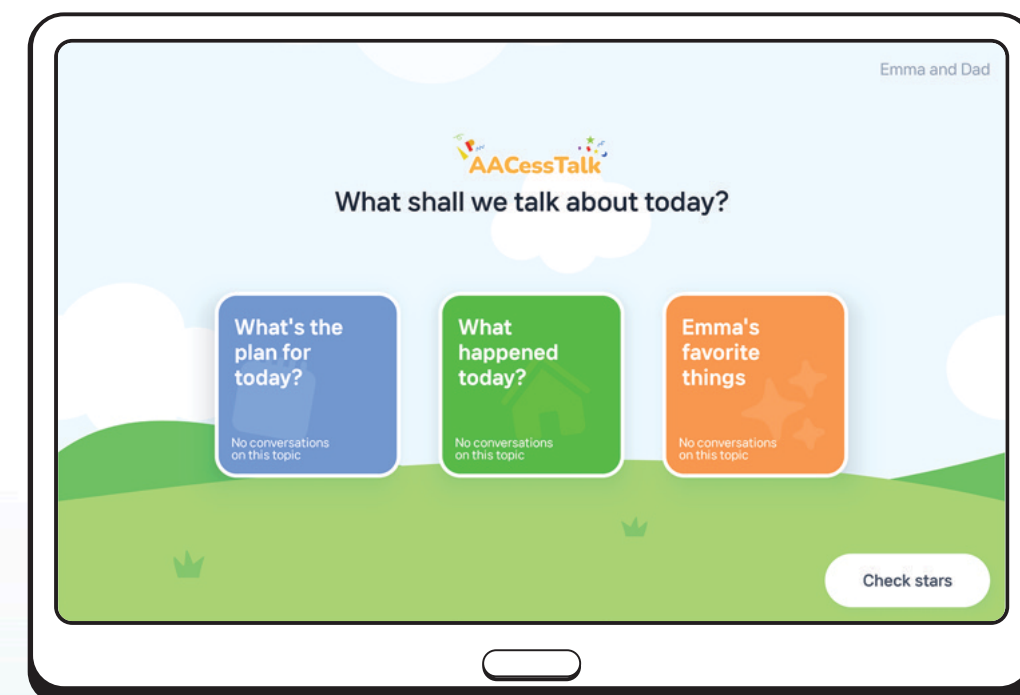 Emma and Dad
AACessTalk
What shall we talk about today?
What's the
plan for
today?
No conversations
on this topic
What
happened
today?
No conversations
on this topic
Emma's
favorite
things
No conversations
on this topic
Check stars